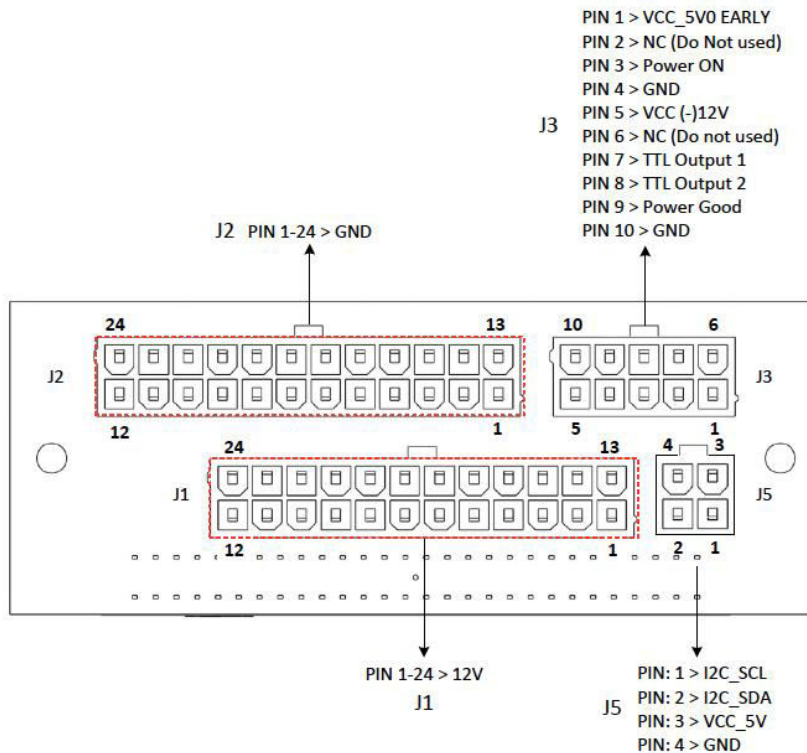 PIN 1 > VCC_5V0 EARLY
PIN 2 > NC (Do Not used)
PIN 3 > Power ON
PIN 4 > GND
J3
PIN 5 > VCC (-)12V
PIN 6 > NC (Do not used)
PIN 7 > TTL Output 1
PIN 8 > TTL Output 2
PIN 9 > Power Good
PIN 10 > GND
J2 PIN 1-24 > GND
24 13 10 6
J2 J3
12 1 5 1
24 13 4 3
J1 J5
12 1 2 1
PIN 1-24 > 12V
J1
J5
PIN: 1 > I2C_SCL
PIN: 2 > I2C_SDA
PIN: 3 > VCC_5V
PIN: 4 > GND